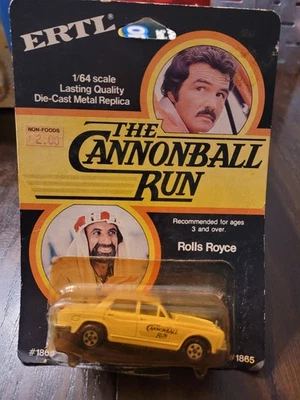 ERTL
1/64 scale
Lasting Quality
Die-Cast Metal Replica
NON-FOODS
2.03
THE
CANNONBALL
RUN
Recommended for ages
3 and over.
Rolls Royce
CANNONBALL
RUN
#1865